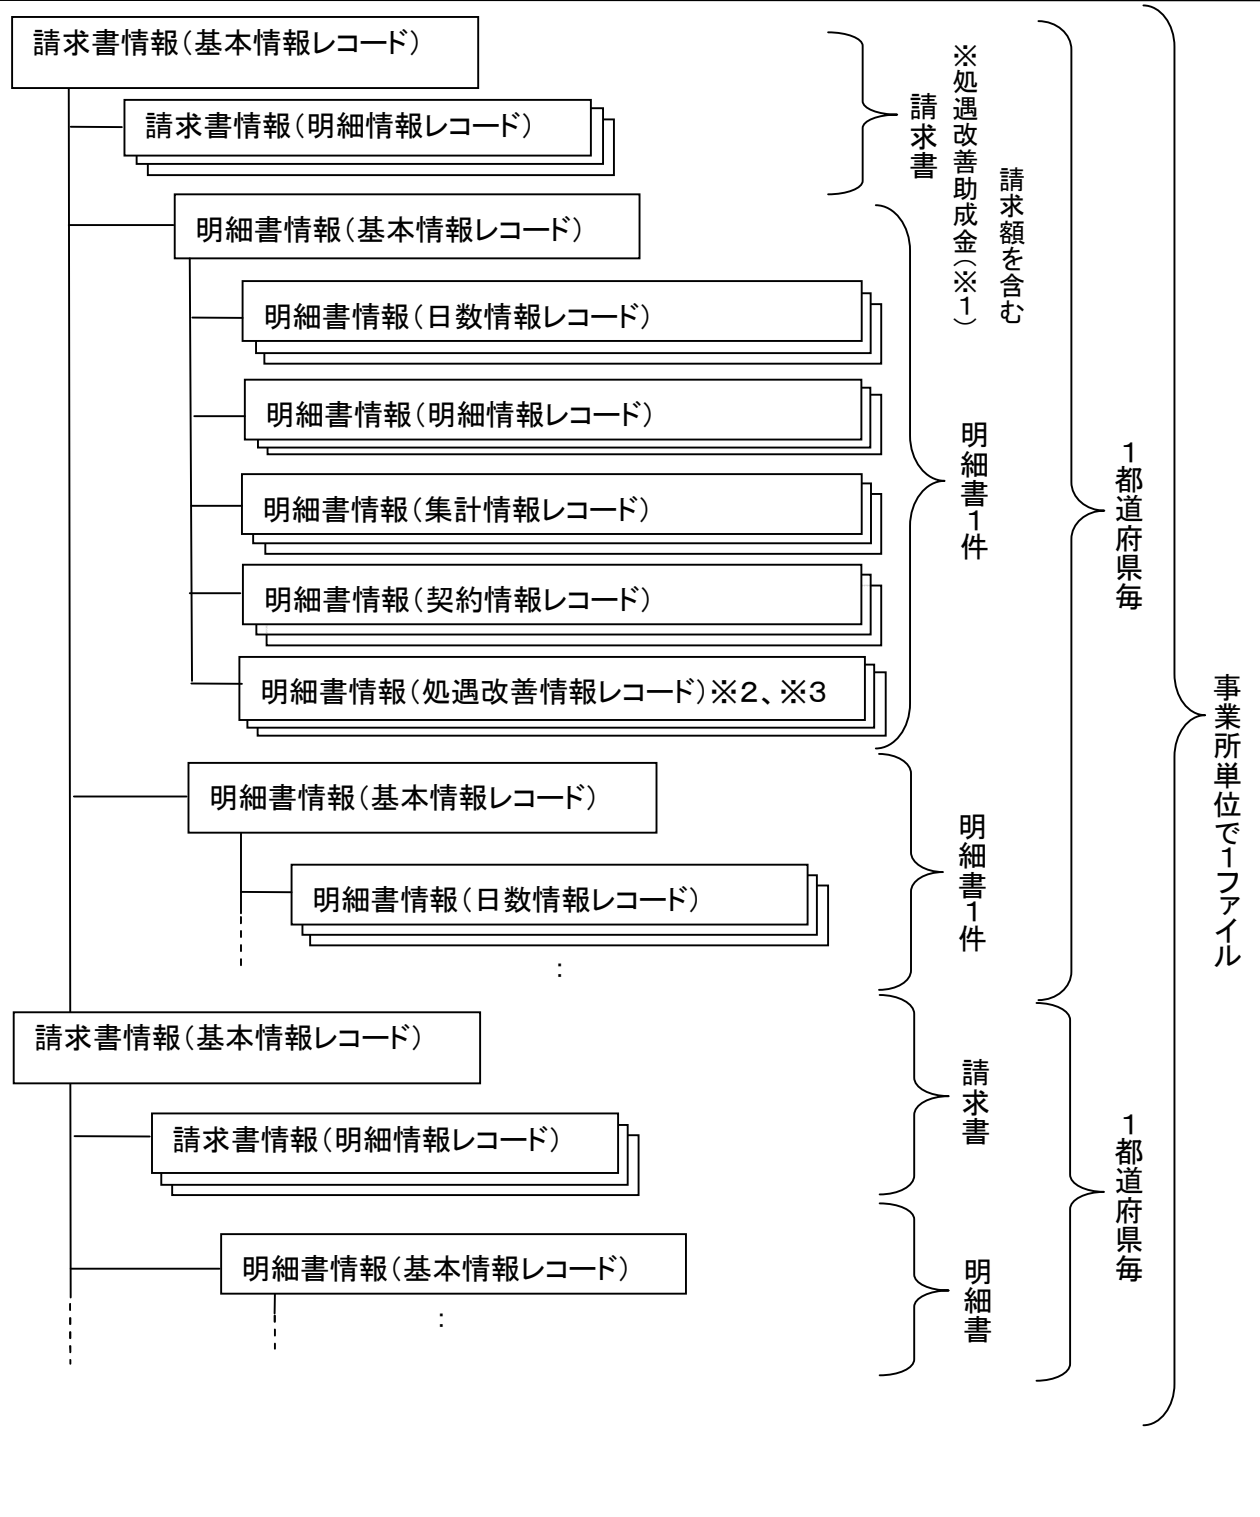 請求書情報（基本情報レコード）
請求書情報（明細情報レコード）
請求書
※処遇改善助成金（※１）
請求額を含む
明細書情報（基本情報レコード）
明細書情報（日数情報レコード）
明細書情報（明細情報レコード）
明細書情報（集計情報レコード）
明細書情報（契約情報レコード）
明細書情報（処遇改善情報レコード）※２、※３
明細書１件
１都道府県毎
明細書情報（基本情報レコード）
明細書情報（日数情報レコード）
：
明細書１件
事業所単位で１ファイル
請求書情報（基本情報レコード）
請求書情報（明細情報レコード）
請求書
明細書情報（基本情報レコード）
：
明細書
１都道府県毎